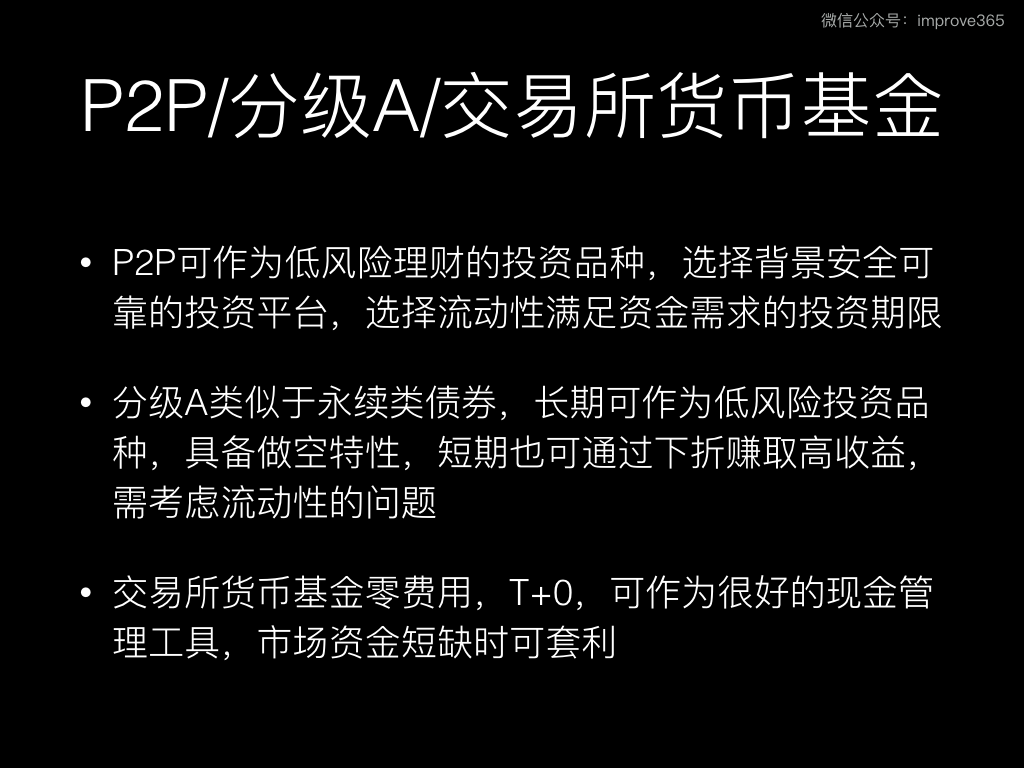 微信公众号：improve365
P2P/分级A/交易所货币基金
• P2P可作为低风险理财的投资品种，选择背景安全可
靠的投资平台，选择流动性满足资金需求的投资期限
• 分级A类似于永续类债券，长期可作为低风险投资品
种，具备做空特性，短期也可通过下折赚取高收益，
需考虑流动性的问题
• 交易所货币基金零费用，T+0，可作为很好的现金管
理工具，市场资金短缺时可套利